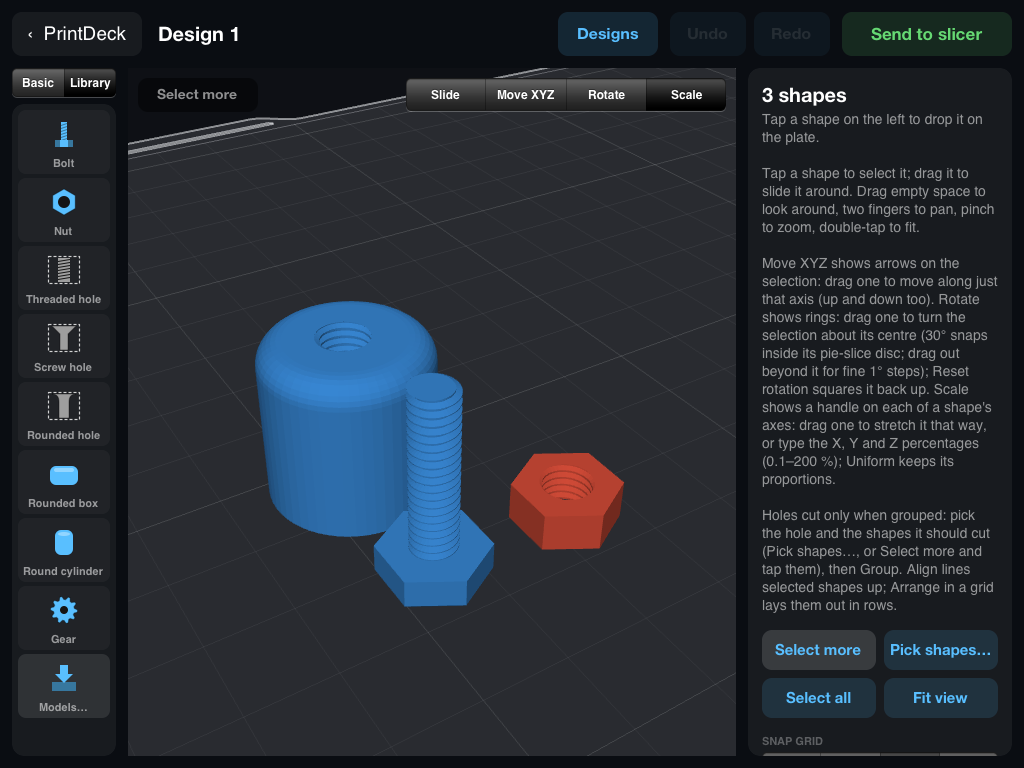 ‹ PrintDeck
Design 1
Designs
Undo
Redo
Send to slicer
Basic
Library
Bolt
Nut
Threaded hole
Screw hole
Rounded hole
Rounded box
Round cylinder
Gear
Models…
Select more
Slide
Move XYZ
Rotate
Scale
3 shapes
Tap a shape on the left to drop it on
the plate.
Tap a shape to select it; drag it to
slide it around. Drag empty space to
look around, two fingers to pan, pinch
to zoom, double-tap to fit.
Move XYZ shows arrows on the
selection: drag one to move along just
that axis (up and down too). Rotate
shows rings: drag one to turn the
selection about its centre (30° snaps
inside its pie-slice disc; drag out
beyond it for fine 1° steps); Reset
rotation squares it back up. Scale
shows a handle on each of a shape's
axes: drag one to stretch it that way,
or type the X, Y and Z percentages
(0.1–200 %); Uniform keeps its
proportions.
Holes cut only when grouped: pick
the hole and the shapes it should cut
(Pick shapes…, or Select more and
tap them), then Group. Align lines
selected shapes up; Arrange in a grid
lays them out in rows.
Select more
Pick shapes…
Select all
Fit view
SNAP GRID